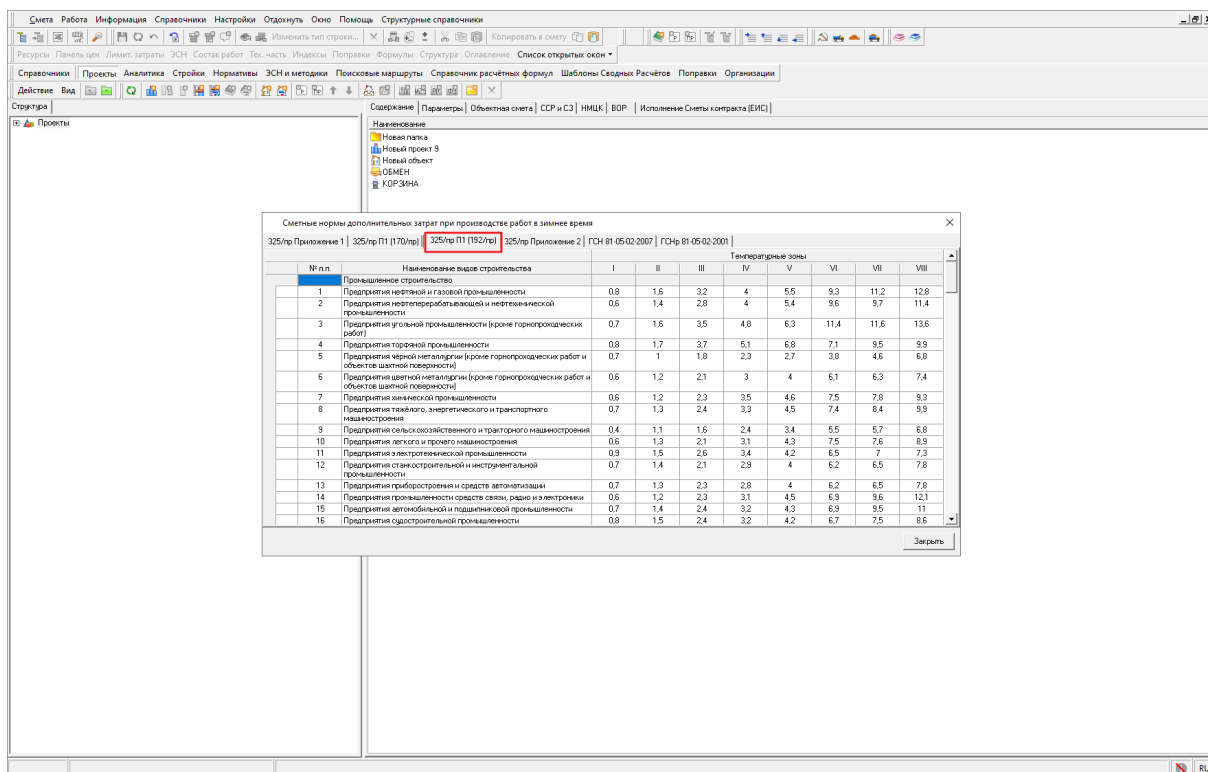 Смета Работа Информация Справочники Настройки Отдохнуть Окно Помощь Структурные справочники
Изменить тип строки... Копировать в смету
Ресурсы Панель цен Лимит. затраты ЭСН Состав работ Тех. часть Индексы Поправки Формулы Структура Оглавление Список открытых окон
Справочники Проекты Аналитика Стройки Нормативы ЭСН и методики Поисковые маршруты Справочник расчётных формул Шаблоны Сводных Расчётов Поправки Организации
Действие Вид
Структура
Проекты
Содержание Параметры Объектная смета ССР и СЗ НМЦК ВОР Исполнение Сметы контракта (ЕИС)
Наименование
Новая папка
Новый проект 9
Новый объект
ОБМЕН
КОРЗИНА
Сметные нормы дополнительных затрат при производстве работ в зимнее время
325/пр Приложение 1 325/пр П1 (170/пр) 325/пр П1 (192/пр) 325/пр Приложение 2 ГСН 81-05-02-2007 ГСНр 81-05-02-2001
Температурные зоны
№ п.п. Наименование видов строительства I II III IV V VI VII VIII
Промышленное строительство
1 Предприятия нефтяной и газовой промышленности 0,8 1,6 3,2 4 5,5 9,3 11,2 12,8
2 Предприятия нефтеперерабатывающей и нефтехимической 0,6 1,4 2,8 4 5,4 9,6 9,7 11,4
промышленности
3 Предприятия угольной промышленности (кроме горнопроходческих 0,7 1,6 3,5 4,8 6,3 11,4 11,6 13,6
работ)
4 Предприятия торфяной промышленности 0,8 1,7 3,7 5,1 6,8 7,1 9,5 9,9
5 Предприятия чёрной металлургии (кроме горнопроходческих работ и 0,7 1 1,8 2,3 2,7 3,8 4,6 6,8
объектов шахтной поверхности)
6 Предприятия цветной металлургии (кроме горнопроходческих работ и 0,6 1,2 2,1 3 4 6,1 6,3 7,4
объектов шахтной поверхности)
7 Предприятия химической промышленности 0,6 1,2 2,3 3,5 4,6 7,5 7,8 9,3
8 Предприятия тяжёлого, энергетического и транспортного 0,7 1,3 2,4 3,3 4,5 7,4 8,4 9,9
машиностроения
9 Предприятия сельскохозяйственного и тракторного машиностроения 0,4 1,1 1,6 2,4 3,4 5,5 5,7 6,8
10 Предприятия легкого и прочего машиностроения 0,6 1,3 2,1 3,1 4,3 7,5 7,6 8,9
11 Предприятия электротехнической промышленности 0,9 1,5 2,6 3,4 4,2 6,5 7 7,3
12 Предприятия станкостроительной и инструментальной 0,7 1,4 2,1 2,9 4 6,2 6,5 7,8
промышленности
13 Предприятия приборостроения и средств автоматизации 0,7 1,3 2,3 2,8 4 6,2 6,5 7,8
14 Предприятия промышленности средств связи, радио и электроники 0,6 1,2 2,3 3,1 4,5 6,9 9,6 12,1
15 Предприятия автомобильной и подшипниковой промышленности 0,7 1,4 2,4 3,2 4,3 6,9 9,5 11
16 Предприятия судостроительной промышленности 0,8 1,5 2,4 3,2 4,2 6,7 7,5 8,6
Закрыть
RU